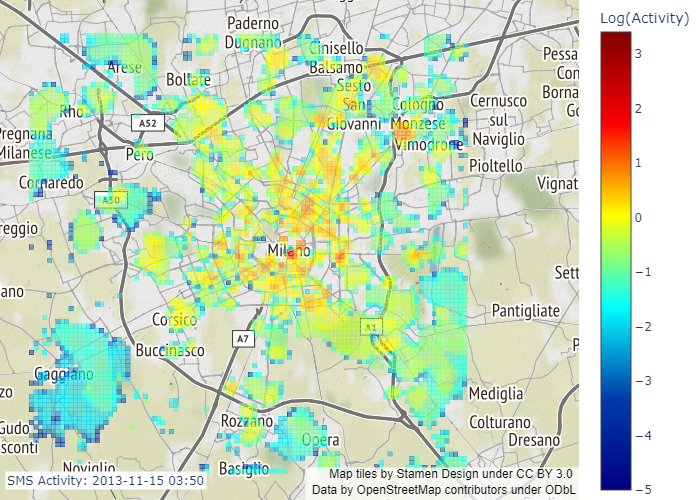 Log(Activity)
Paderno
Dugnano
Cinisello
Balsamo
Arese
Bollate
Sesto
San
Giovanni
Cologno
Monzese
Cernusco
sul
Naviglio
Pessa
Con
Borna
Go
Rho
A52
Pregnana
Milanese
Pero
Vimodrone
Pioltello
Cornaredo
A50
Vignat
reggio
Milano
Sett
ano
Corsico
A1
Pantigliate
A7
Buccinasco
P
Gaggiano
zzo
Mediglia
Rozzano
Colturano
Gudo
sconti
Opera
Dresano
Noviglio
Basiglio
3
2
1
0
−1
−2
−3
−4
−5
SMS Activity: 2013-11-15 03:50
Map tiles by Stamen Design under CC BY 3.0
Data by OpenStreetMap contributors under ODbL